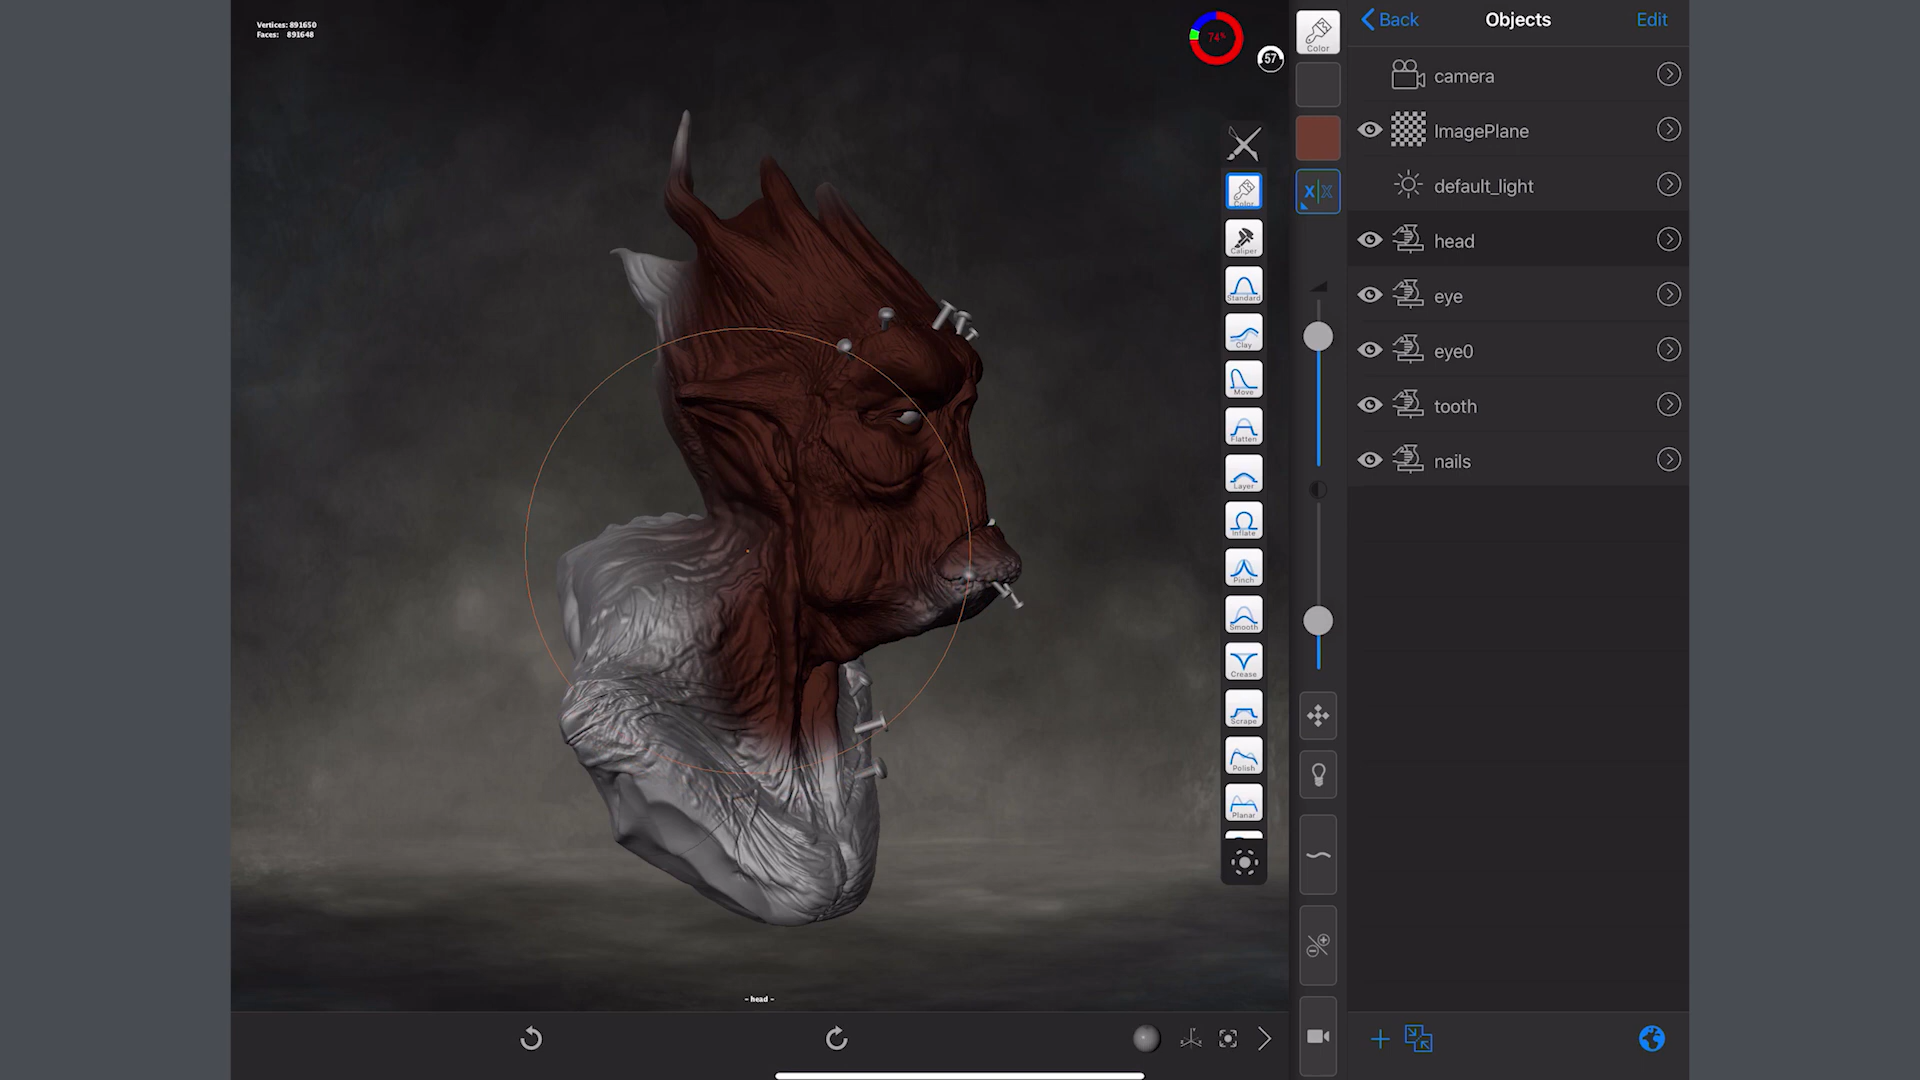 Vertices: 891650
Faces: 891648
74%
57
Color
Back
Objects
Edit
camera
ImagePlane
default_light
head
eye
eye0
tooth
nails
X|X
Color
Caliper
Standard
Clay
Move
Flatten
Layer
Inflate
Pinch
Smooth
Crease
Scrape
Polish
Planar
– head –